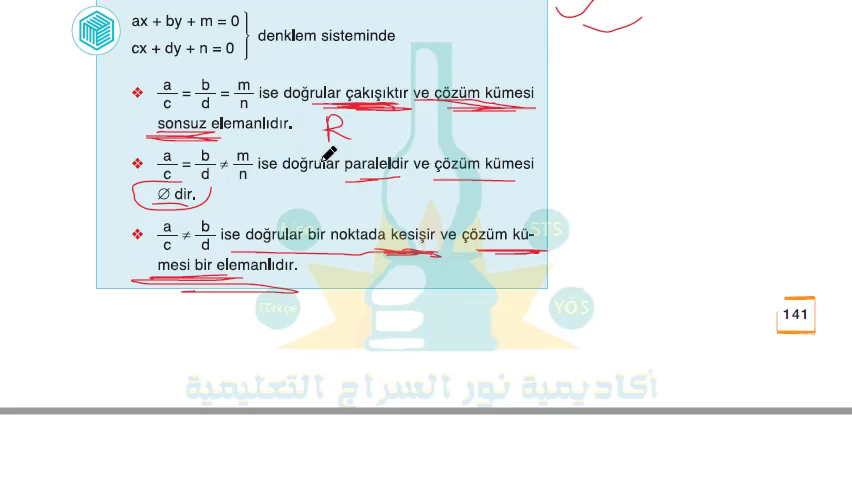 ax + by + m = 0
cx + dy + n = 0 } denklem sisteminde
❖ a/c = b/d = m/n ise doğrular çakışıktır ve çözüm kümesi
sonsuz elemanlıdır.
R
❖ a/c = b/d ≠ m/n ise doğrular paraleldir ve çözüm kümesi
∅ dir.
❖ a/c ≠ b/d ise doğrular bir noktada kesişir ve çözüm kü-
mesi bir elemanlıdır.
STS
Türkçe
YÖS
141
أكاديمية نور السراج التعليمية